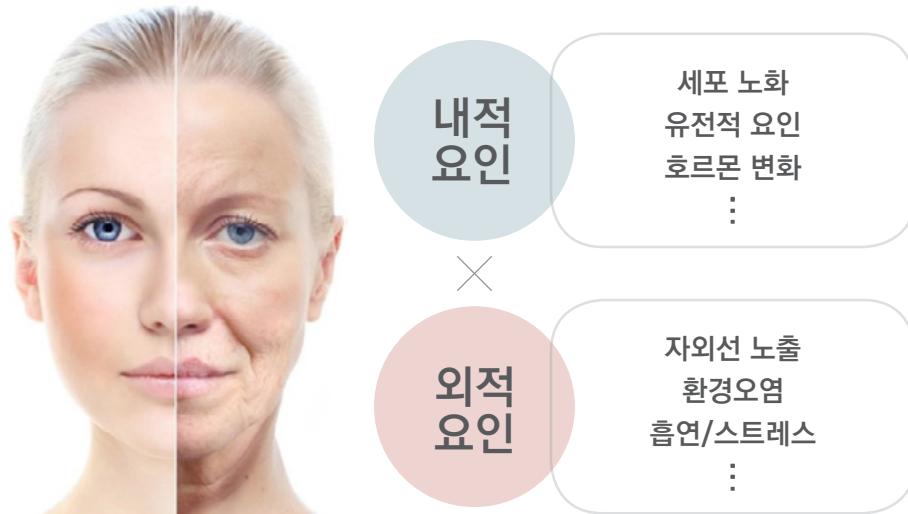 내적
요인
세포 노화
유전적 요인
호르몬 변화
⋮
×
외적
요인
자외선 노출
환경오염
흡연/스트레스
⋮